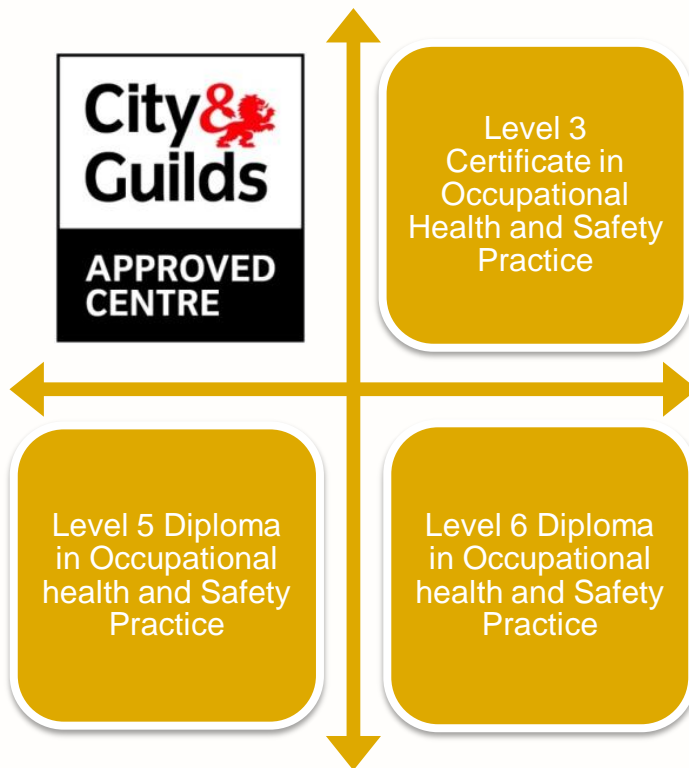 City&
Guilds
APPROVED
CENTRE
Level 3
Certificate in
Occupational
Health and Safety
Practice
Level 5 Diploma
in Occupational
health and Safety
Practice
Level 6 Diploma
in Occupational
health and Safety
Practice